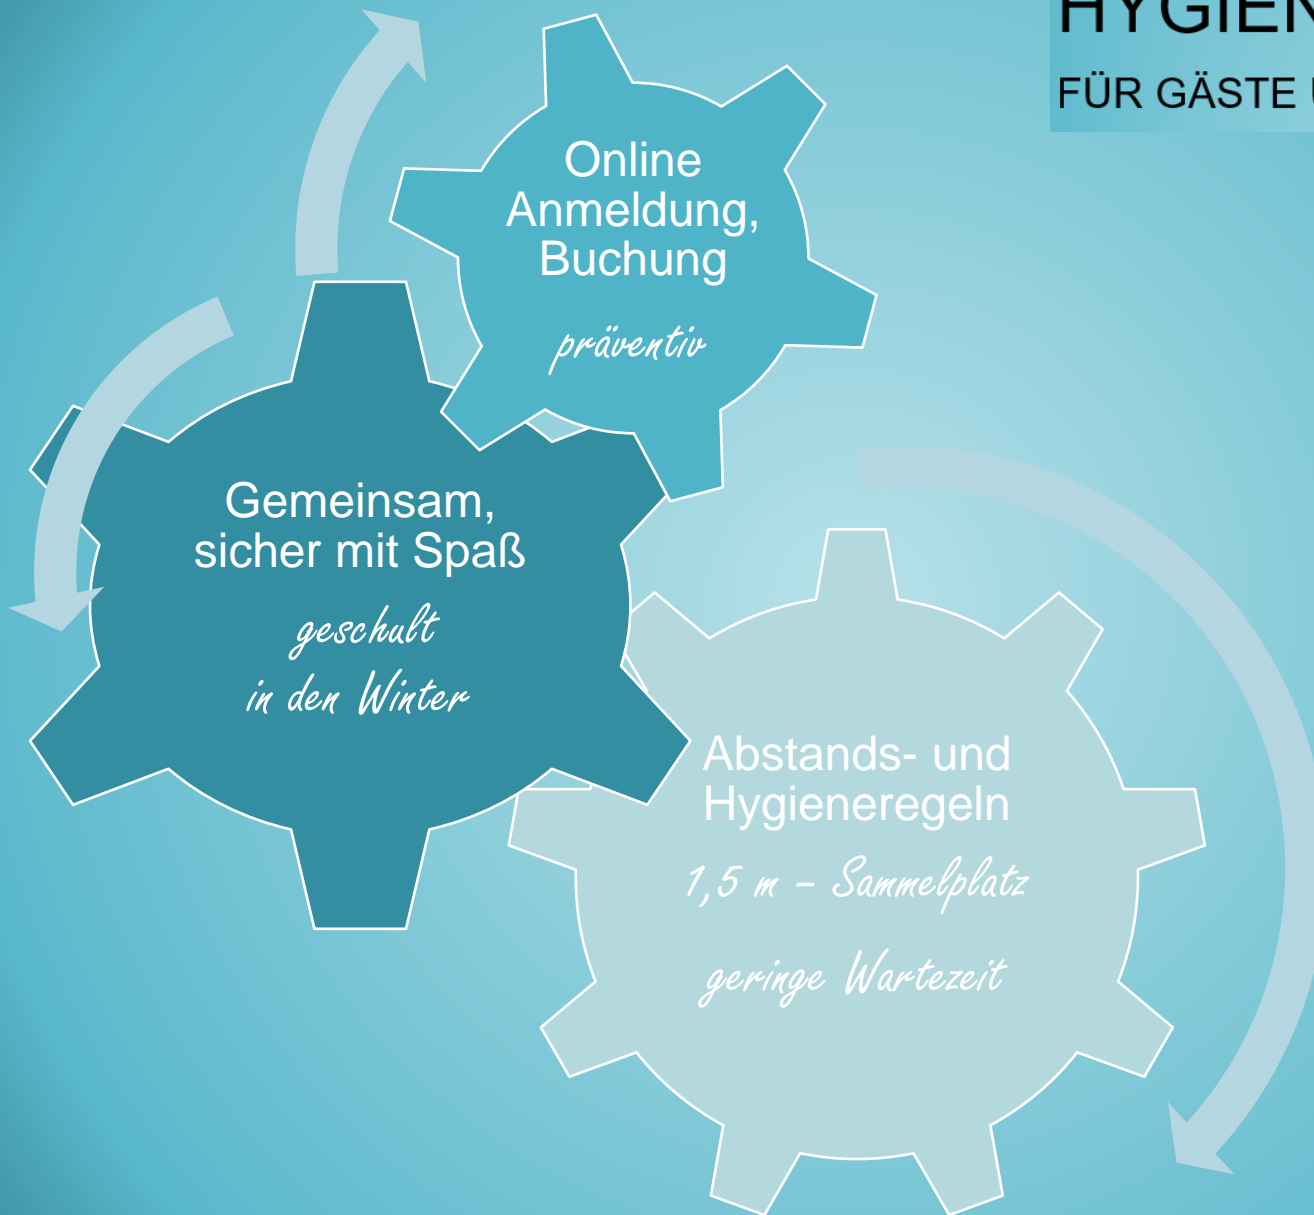 FÜR GÄSTE
Online
Anmeldung,
Buchung
präventiv
Gemeinsam,
sicher mit Spaß
geschult
in den Winter
Abstands- und
Hygieneregeln
1,5 m – Sammelplatz
geringe Wartezeit